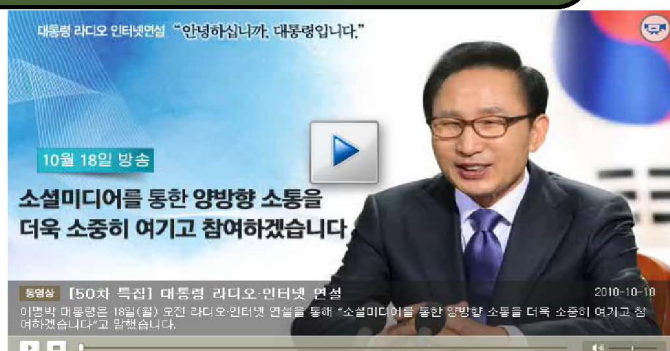 대통령 라디오 인터넷연설 "안녕하십니까, 대통령입니다."
10월 18일 방송
소셜미디어를 통한 양방향 소통을
더욱 소중히 여기고 참여하겠습니다
동영상 [50차 특집] 대통령 라디오·인터넷 연설 2010-10-18
이명박 대통령은 18일(월) 오전 라디오·인터넷 연설을 통해 "소셜미디어를 통한 양방향 소통을 더욱 소중히 여기고 참
여하겠습니다"고 말했습니다.